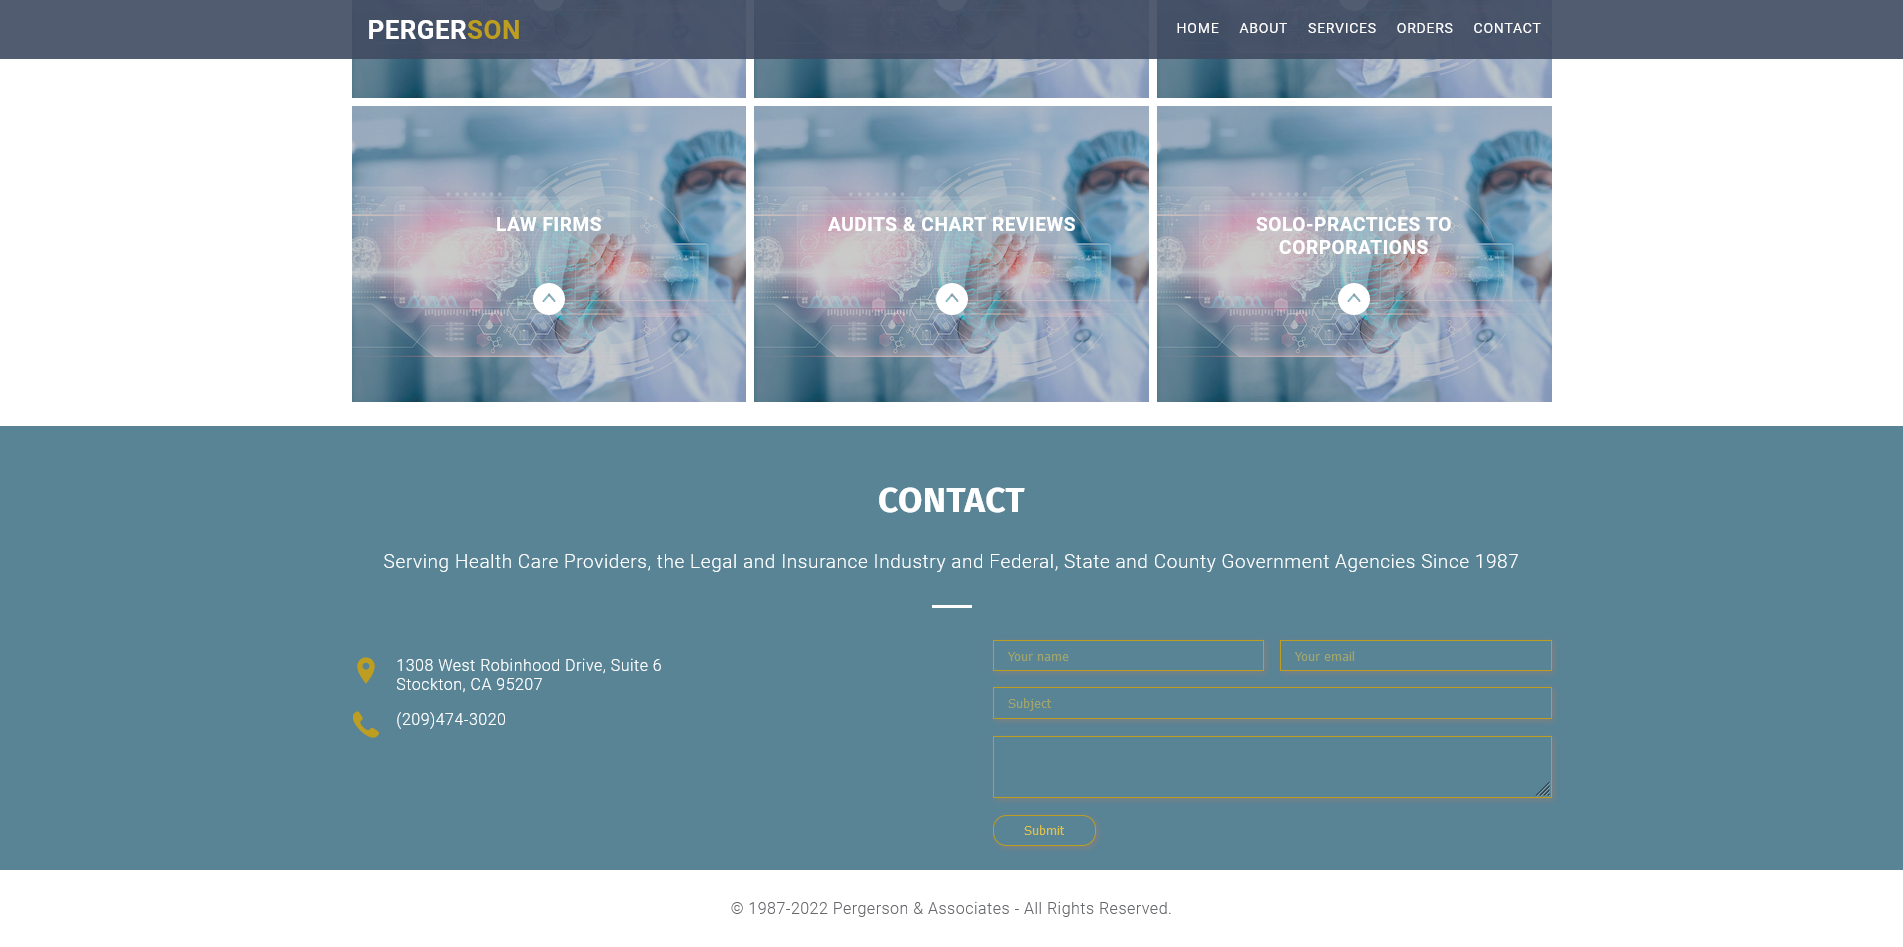 PERGERSON
HOME ABOUT SERVICES ORDERS CONTACT
LAW FIRMS
AUDITS & CHART REVIEWS
SOLO-PRACTICES TO
CORPORATIONS
CONTACT
Serving Health Care Providers, the Legal and Insurance Industry and Federal, State and County Government Agencies Since 1987
1308 West Robinhood Drive, Suite 6
Stockton, CA 95207
(209)474-3020
Your name
Your email
Subject
Submit
© 1987-2022 Pergerson & Associates - All Rights Reserved.